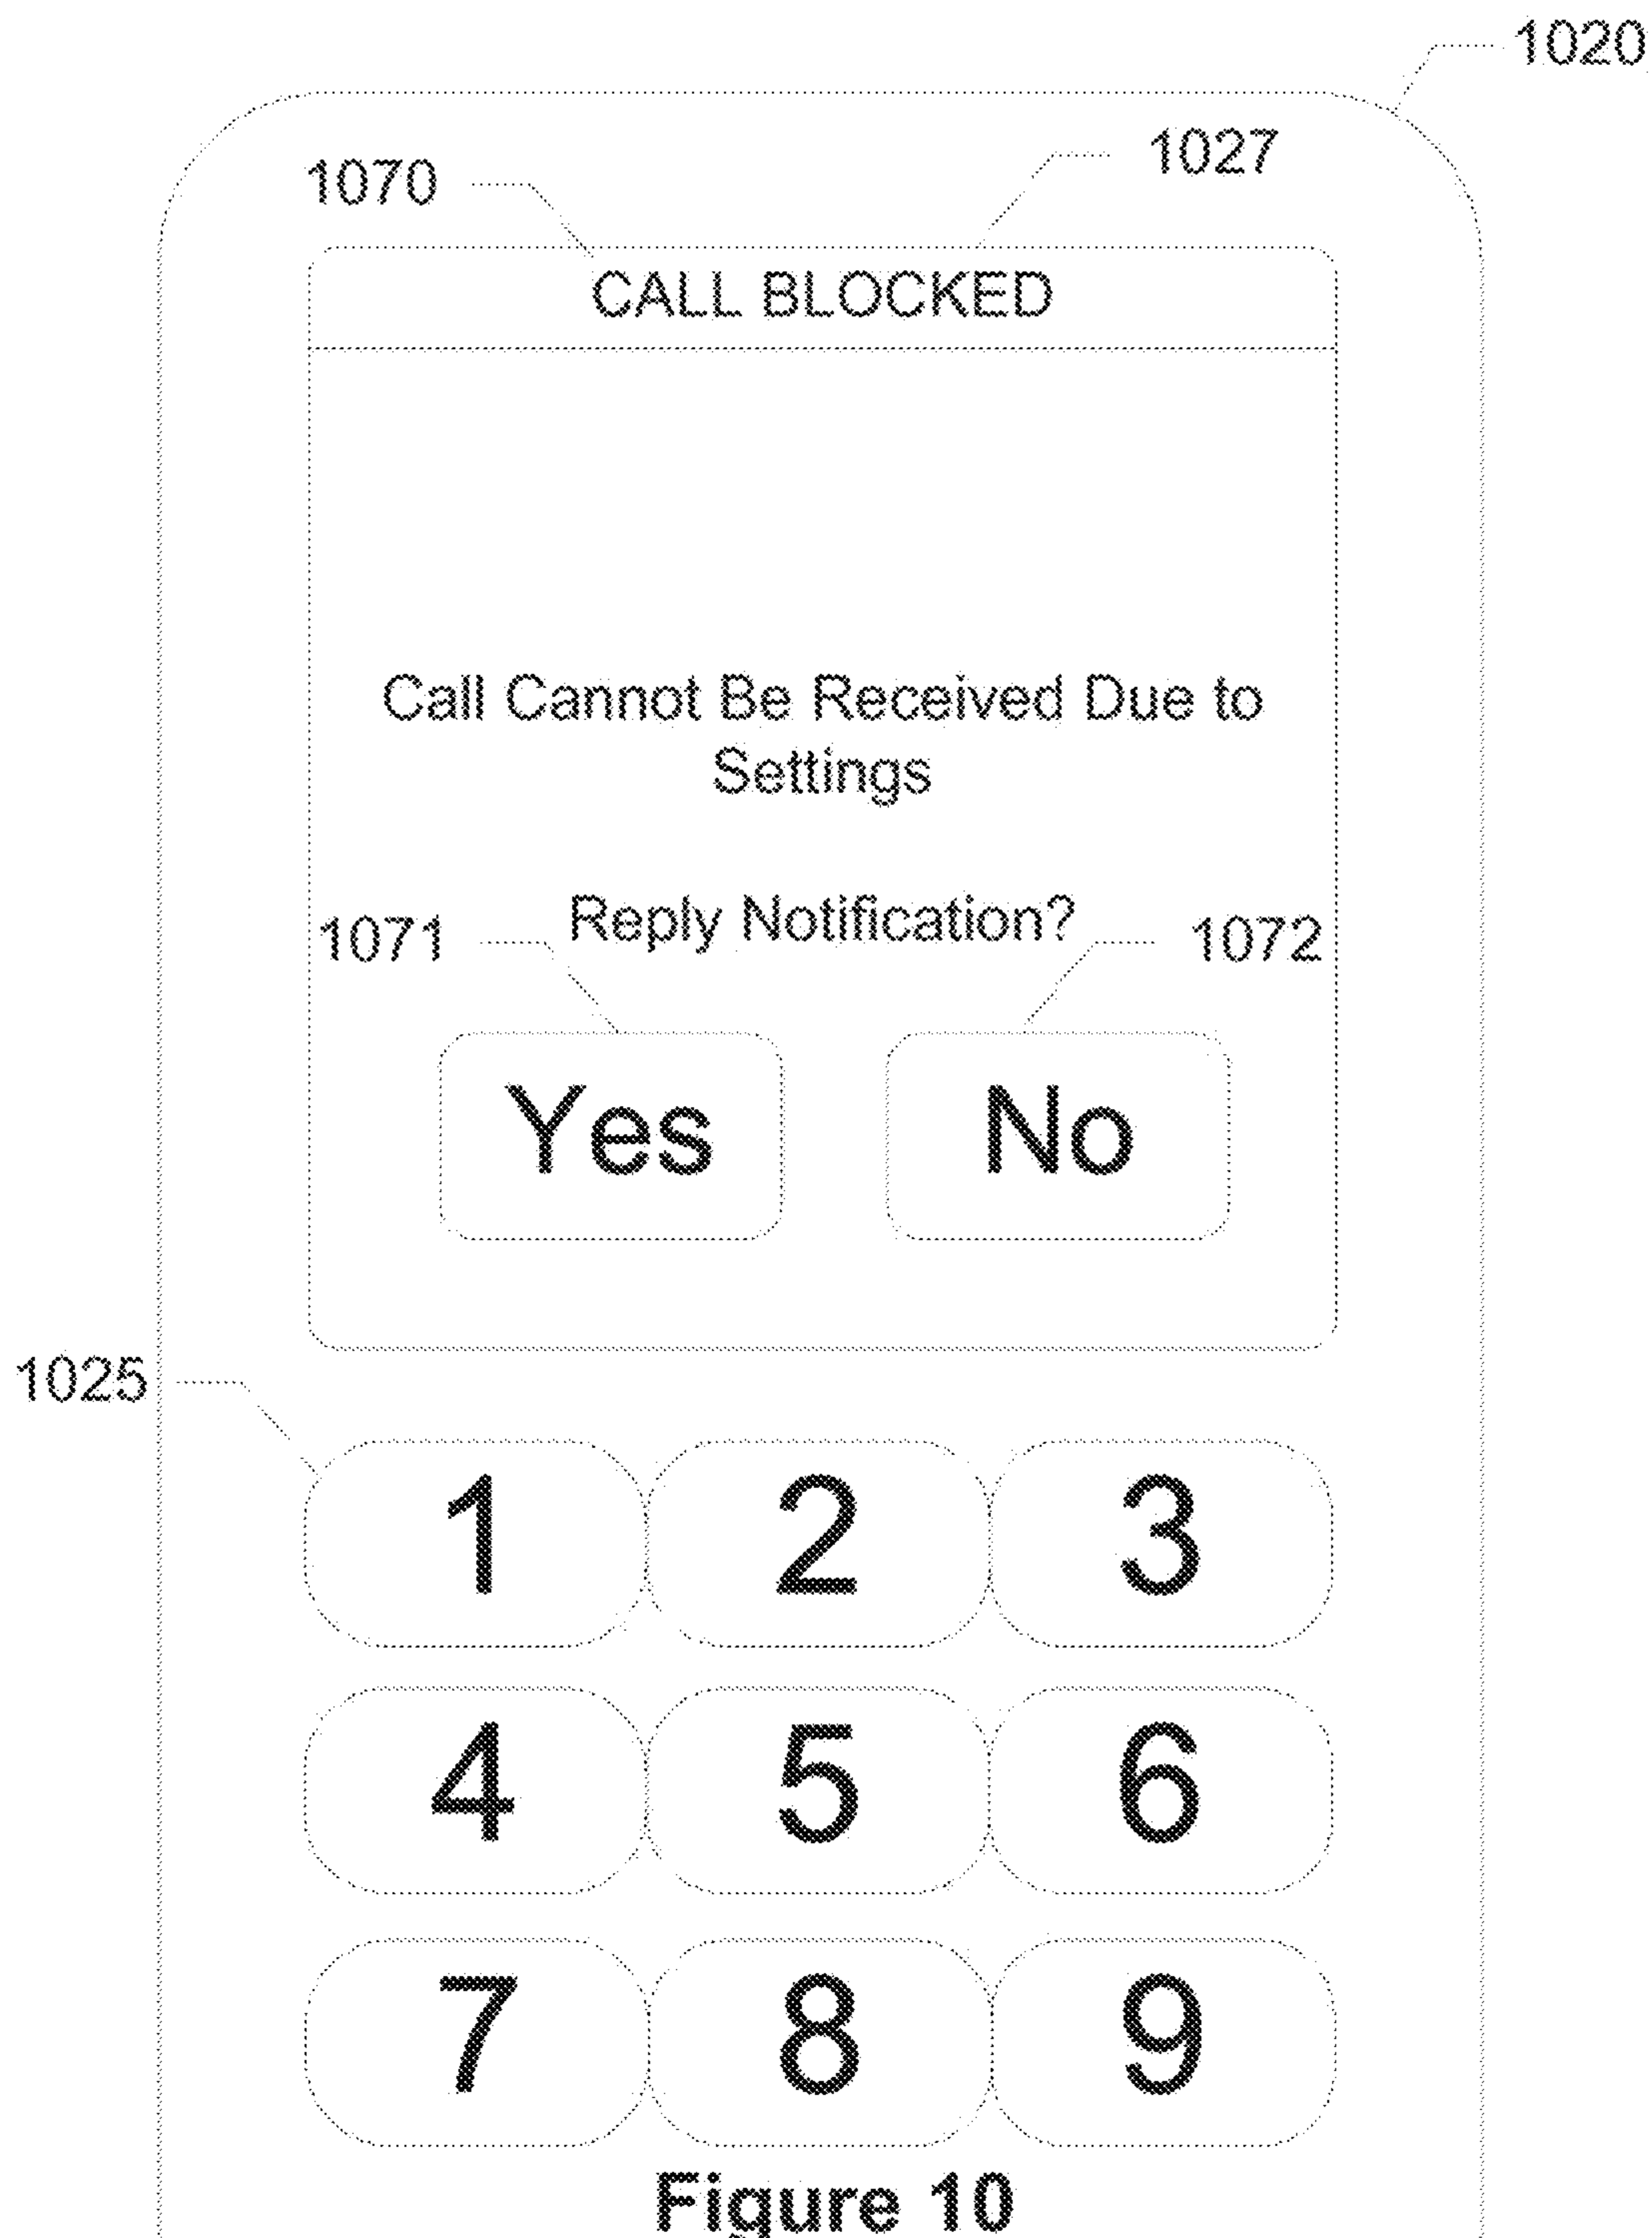 1020
1027
1070
CALL BLOCKED
Call Cannot Be Received Due to
Settings
Reply Notification?
1071
1072
Yes No
1025
1 2 3
4 5 6
7 8 9
Figure 10